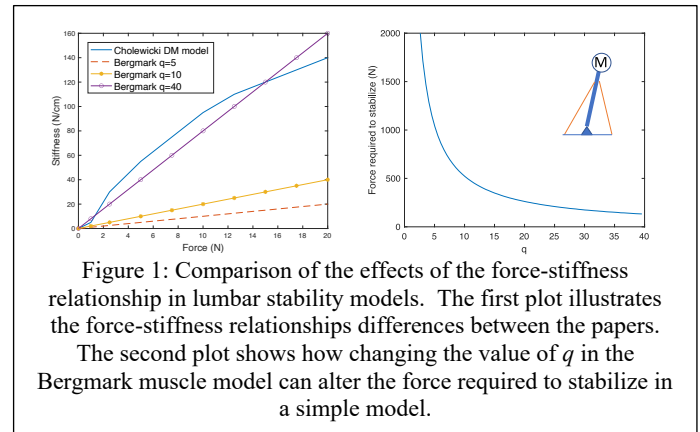 160
140
120
100
80
60
40
20
0
Stiffness (N/cm)
Cholewicki DM model
Bergmark q=5
Bergmark q=10
Bergmark q=40
0 2 4 6 8 10 12 14 16 18 20
Force (N)
2000
1500
1000
500
0
Force required to stabilize (N)
M
0 5 10 15 20 25 30 35 40
q
Figure 1: Comparison of the effects of the force-stiffness
relationship in lumbar stability models. The first plot illustrates
the force-stiffness relationships differences between the papers.
The second plot shows how changing the value of q in the
Bergmark muscle model can alter the force required to stabilize in
a simple model.